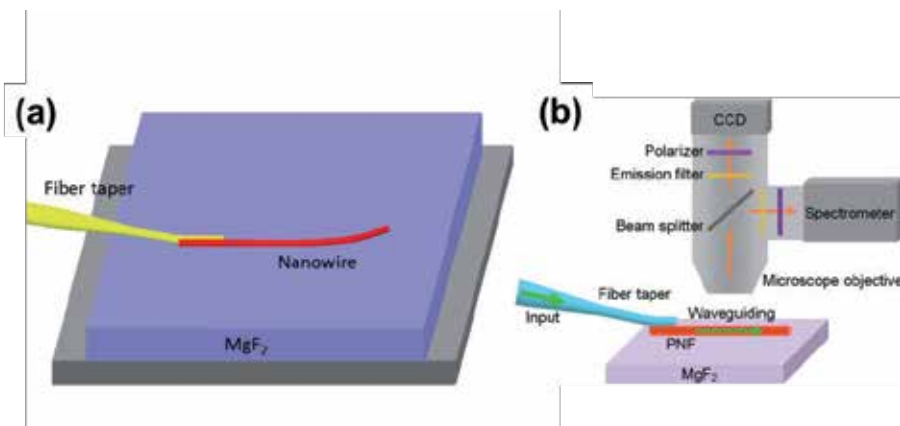 (a)
Fiber taper
Nanowire
MgF₂
(b)
CCD
Polarizer
Emission filter
Beam splitter
Spectrometer
Microscope objective
Fiber taper
Input
Waveguiding
PNF
MgF₂